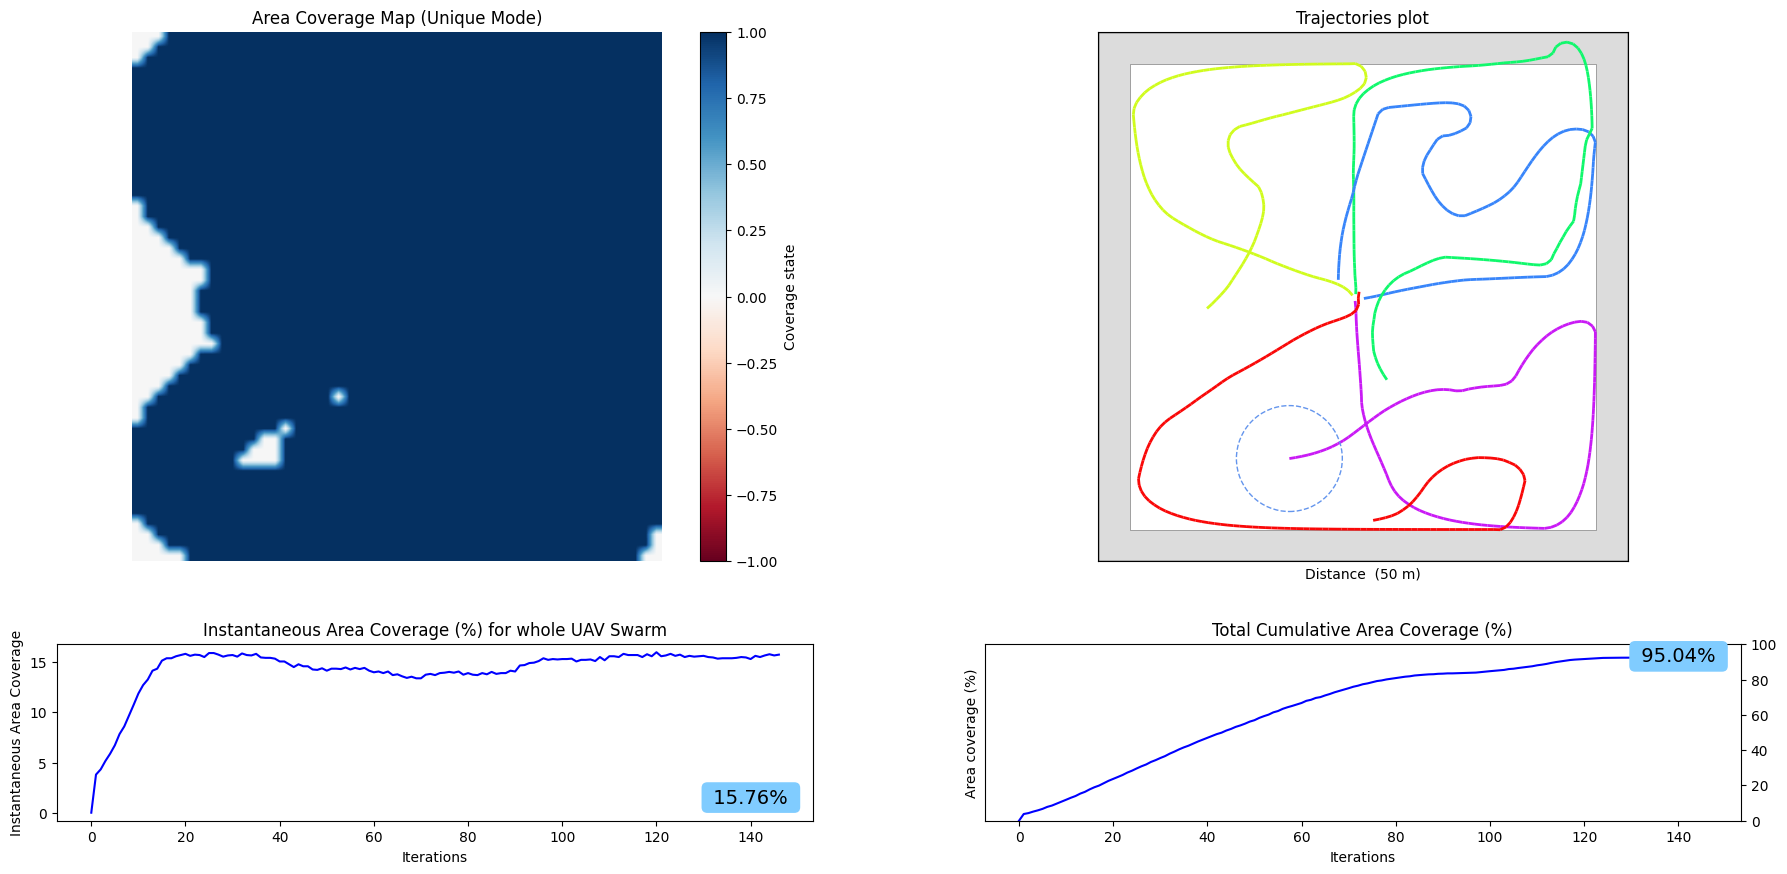 Area Coverage Map (Unique Mode)
1.00
0.75
0.50
0.25
0.00
−0.25
−0.50
−0.75
−1.00
Coverage state
Trajectories plot
Distance  (50 m)
Instantaneous Area Coverage (%) for whole UAV Swarm
Instantaneous Area Coverage
15
10
5
0
15.76%
0 20 40 60 80 100 120 140
Iterations
Total Cumulative Area Coverage (%)
Area coverage (%)
95.04%
100
80
60
40
20
0
0 20 40 60 80 100 120 140
Iterations